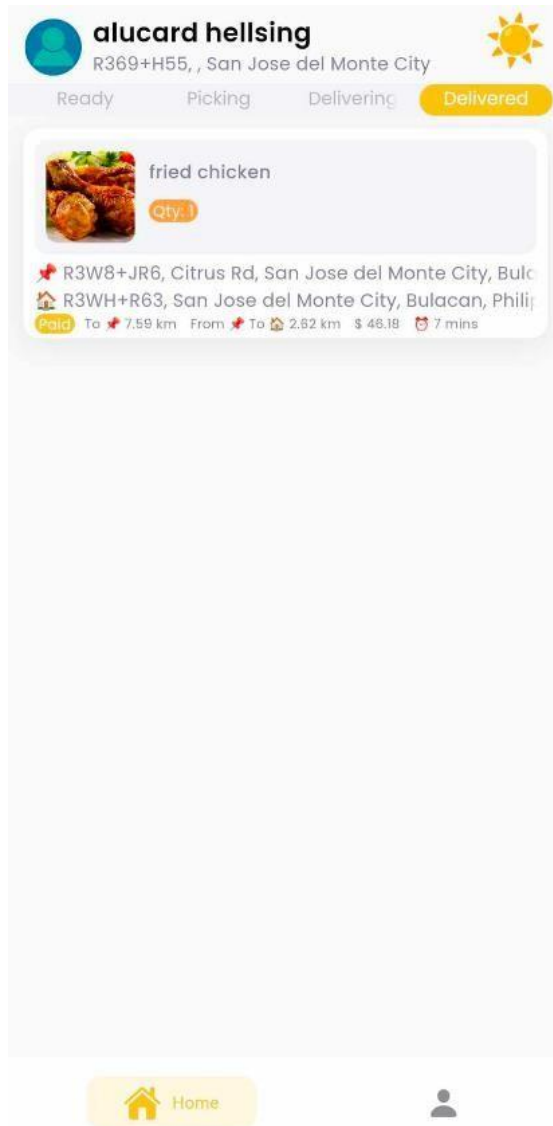 alucard hellsing
R369+H55, , San Jose del Monte City
Ready Picking Delivering Delivered
fried chicken
Qty: 1
📌 R3W8+JR6, Citrus Rd, San Jose del Monte City, Bulc
🏠 R3WH+R63, San Jose del Monte City, Bulacan, Philip
Paid To 📌 7.59 km From 📌 To 🏠 2.62 km $ 46.18 ⏰ 7 mins
Home